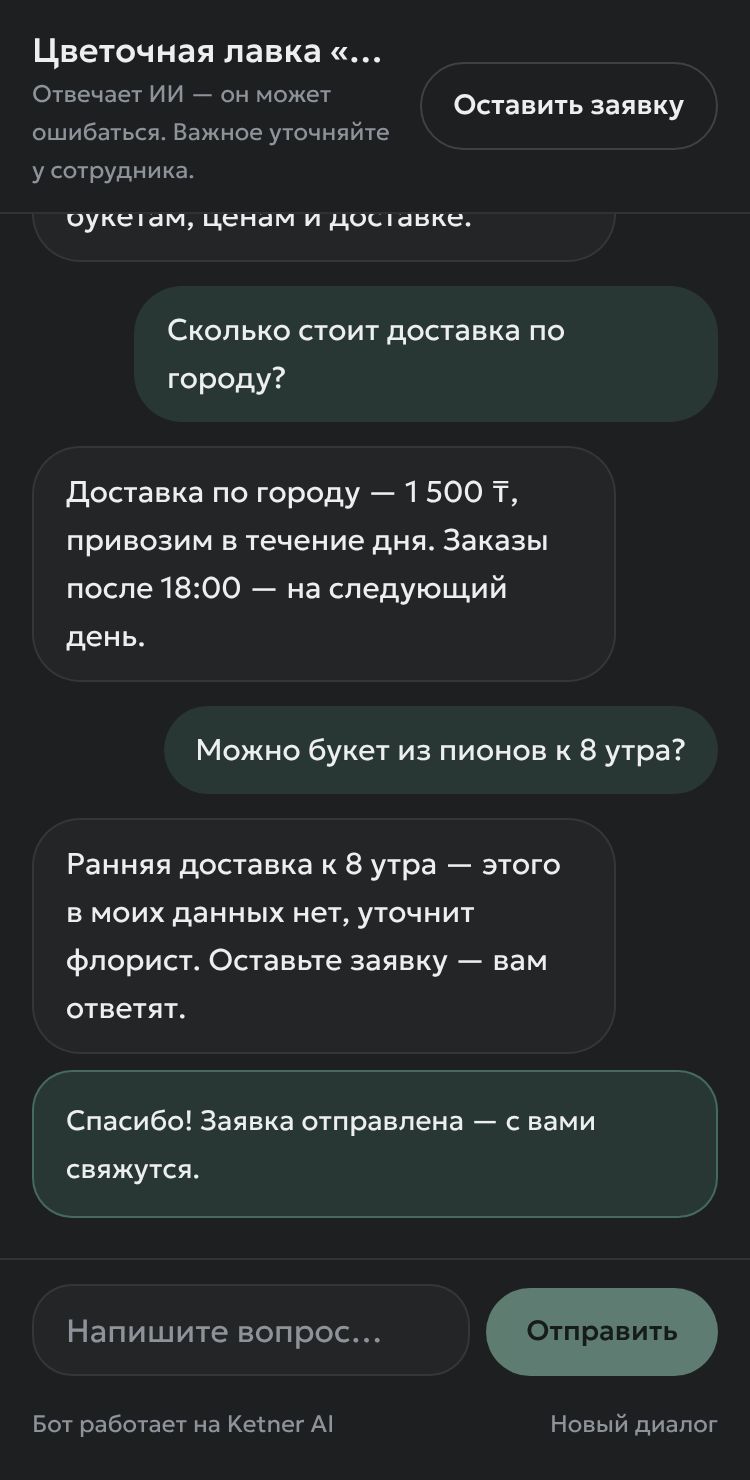 Цветочная лавка «…
Отвечает ИИ — он может
ошибаться. Важное уточняйте
у сотрудника.
Оставить заявку
букетам, ценам и доставке.
Сколько стоит доставка по
городу?
Доставка по городу — 1 500 ₸,
привозим в течение дня. Заказы
после 18:00 — на следующий
день.
Можно букет из пионов к 8 утра?
Ранняя доставка к 8 утра — этого
в моих данных нет, уточнит
флорист. Оставьте заявку — вам
ответят.
Спасибо! Заявка отправлена — с вами
свяжутся.
Напишите вопрос…
Отправить
Бот работает на Ketner AI
Новый диалог